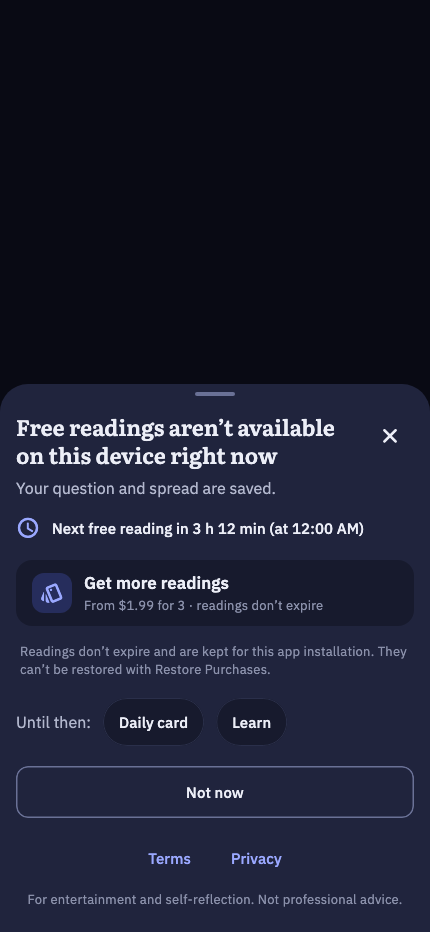 Free readings aren’t available
on this device right now
Your question and spread are saved.
Next free reading in 3 h 12 min (at 12:00 AM)
Get more readings
From $1.99 for 3 · readings don’t expire
Readings don’t expire and are kept for this app installation. They
can’t be restored with Restore Purchases.
Until then: Daily card Learn
Not now
Terms Privacy
For entertainment and self-reflection. Not professional advice.